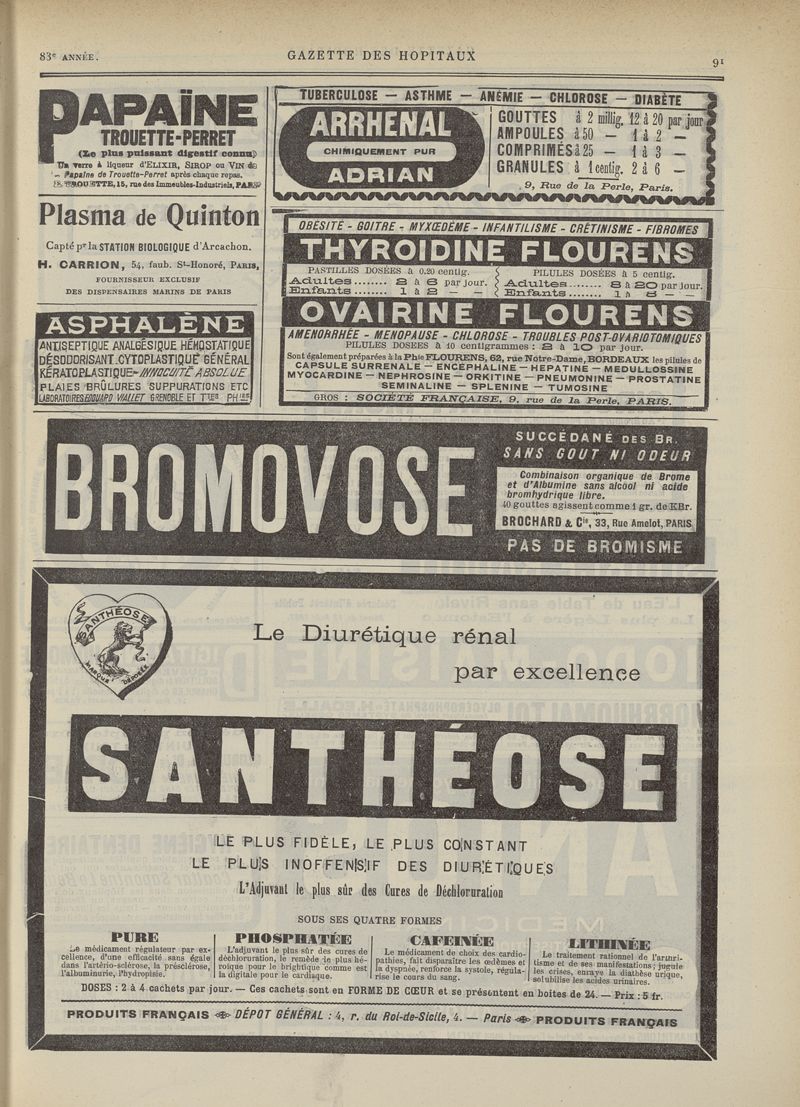 83e ANNÉE.
GAZETTE DES HOPITAUX
91
PAPAÏNE
TROUETTE-PERRET
(Le plus puissant digestif connu)
Un verre à liqueur d'ELIXIR, SIROP ou VIN de
Papaïne de Trouette-Perret après chaque repas.
TROUETTE, 15, rue des Immeubles-Industriels, PARIS
Plasma de Quinton
Capté pr la STATION BIOLOGIQUE d'Arcachon.
H. CARRION, 54, faub. St-Honoré, PARIS,
FOURNISSEUR EXCLUSIF
DES DISPENSAIRES MARINS DE PARIS
ASPHALÈNE
ANTISEPTIQUE ANALGÉSIQUE HÉMOSTATIQUE
DÉSODORISANT. CYTOPLASTIQUE GÉNÉRAL
KÉRATOPLASTIQUE-INNOCUITÉ ABSOLUE
PLAIES BRÛLURES SUPPURATIONS ETC
LABORATOIRES EDOUARD VIALLET GRENOBLE ET TTES PHIES
TUBERCULOSE — ASTHME — ANÉMIE — CHLOROSE — DIABÈTE
ARRHÉNAL
CHIMIQUEMENT PUR
ADRIAN
GOUTTES à 2 millig. 12 à 20 par jour
AMPOULES à 50 — 1 à 2 —
COMPRIMÉS à 25 — 1 à 3 —
GRANULES à 1 centig. 2 à 6 —
9, Rue de la Perle, Paris.
OBÉSITÉ - GOITRE - MYXŒDÈME - INFANTILISME - CRÉTINISME - FIBROMES
THYROIDINE FLOURENS
PASTILLES DOSÉES à 0.20 centig.
Adultes........ 2 à 6 par jour.
Enfants........ 1 à 2 — —
PILULES DOSÉES à 5 centig.
Adultes........ 8 à 20 par jour.
Enfants........ 1 à 8 — —
OVAIRINE FLOURENS
AMENORRHÉE - MENOPAUSE - CHLOROSE - TROUBLES POST-OVARIOTOMIQUES
PILULES DOSÉES à 10 centigrammes : 2 à 10 par jour.
Sont également préparées à la Phie FLOURENS, 62, rue Notre-Dame, BORDEAUX les pilules de
CAPSULE SURRENALE — ENCEPHALINE — HEPATINE — MEDULLOSSINE
MYOCARDINE — NEPHROSINE — ORKITINE — PNEUMONINE — PROSTATINE
SEMINALINE — SPLENINE — TUMOSINE
GROS : SOCIÉTÉ FRANÇAISE, 9, rue de la Perle, PARIS.
BROMOVOSE
SUCCÉDANÉ DES BR.
SANS GOUT NI ODEUR
Combinaison organique de Brome
et d'Albumine sans alcool ni acide
bromhydrique libre.
40 gouttes agissent comme 1 gr. de KBr.
BROCHARD & Cie, 33, Rue Amelot, PARIS
PAS DE BROMISME
SANTHÉOSE
MARQUE DÉPOSÉE
Le Diurétique rénal
par excellence
SANTHÉOSE
LE PLUS FIDÈLE, LE PLUS CONSTANT
LE PLUS INOFFENSIF DES DIURÉTIQUES
L'Adjuvant le plus sûr des Cures de Déchloruration
SOUS SES QUATRE FORMES
PURE
Le médicament régulateur par ex-
cellence, d'une efficacité sans égale
dans l'artério-sclérose, la présclérose,
l'albuminurie, l'hydropisie.
PHOSPHATÉE
L'adjuvant le plus sûr des cures de
déchloruration, le remède le plus hé-
roïque pour le brightique comme est
la digitale pour le cardiaque.
CAFEINÉE
Le médicament de choix des cardio-
pathies, fait disparaître les œdèmes et
la dyspnée, renforce la systole, régula-
rise le cours du sang.
LITHINÉE
Le traitement rationnel de l'arthri-
tisme et de ses manifestations; jugule
les crises, enraye la diathèse urique,
solubilise les acides urinaires.
DOSES : 2 à 4 cachets par jour. — Ces cachets sont en FORME DE CŒUR et se présentent en boites de 24. — Prix : 5 fr.
PRODUITS FRANÇAIS DÉPOT GÉNÉRAL : 4, r. du Roi-de-Sicile, 4. — Paris PRODUITS FRANÇAIS